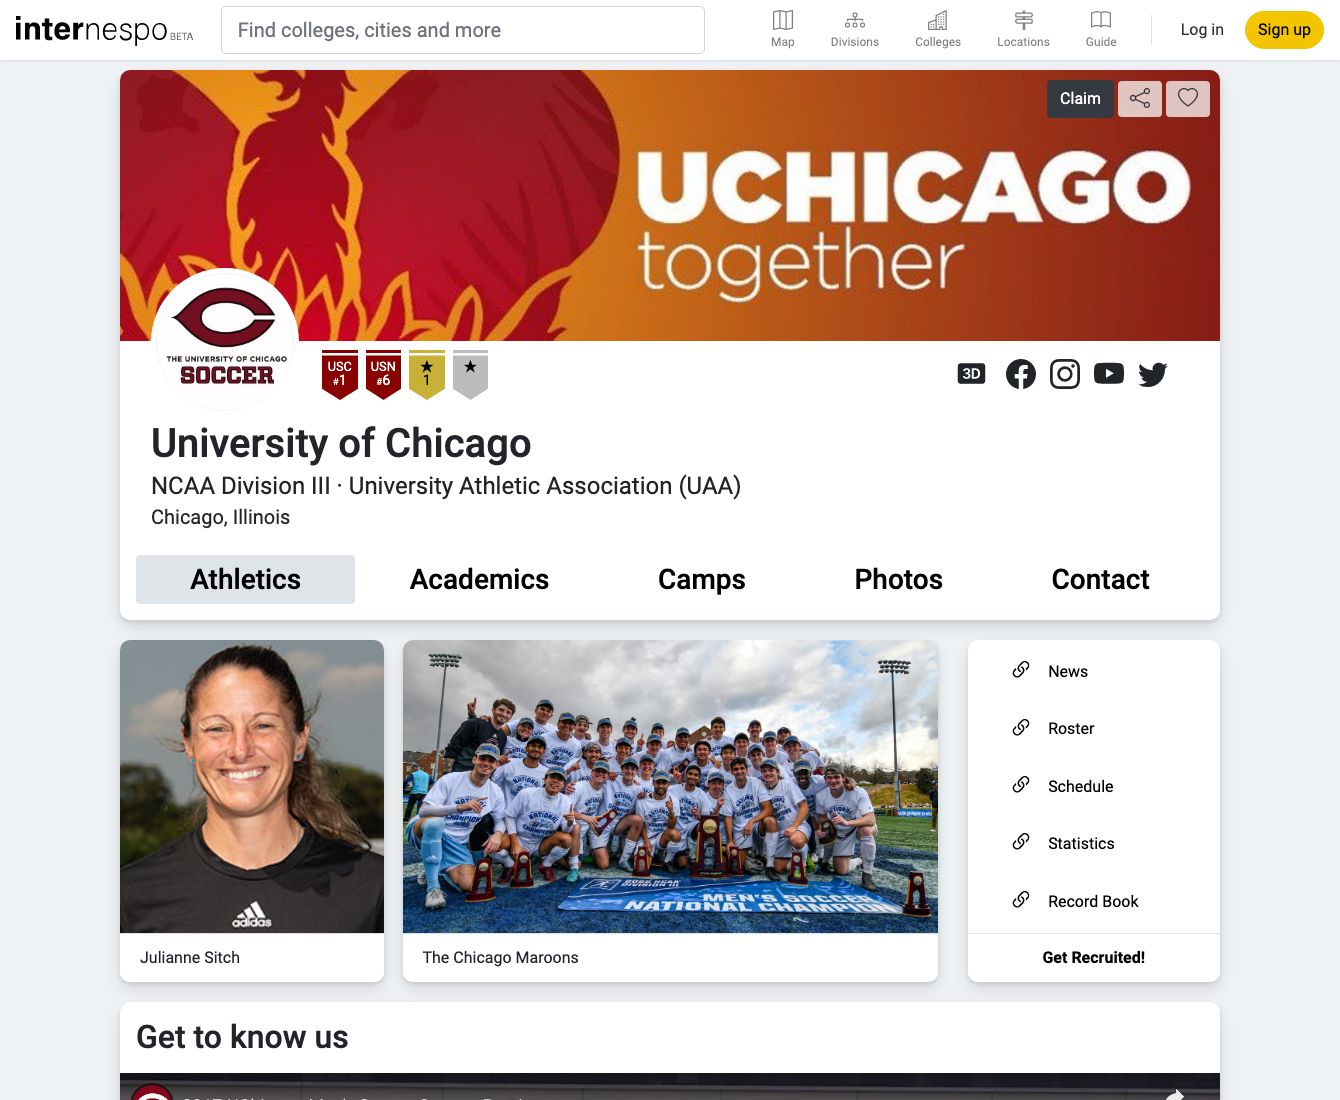 internespo BETA
Find colleges, cities and more
Map
Divisions
Colleges
Locations
Guide
Log in
Sign up
Claim
UCHICAGO
together
THE UNIVERSITY OF CHICAGO
SOCCER
USC
#1
USN
#6
1
3D
University of Chicago
NCAA Division III · University Athletic Association (UAA)
Chicago, Illinois
Athletics
Academics
Camps
Photos
Contact
adidas
NCAA
DIVISION III
MEN'S SOCCER
NATIONAL CHAMPION
Julianne Sitch
The Chicago Maroons
News
Roster
Schedule
Statistics
Record Book
Get Recruited!
Get to know us